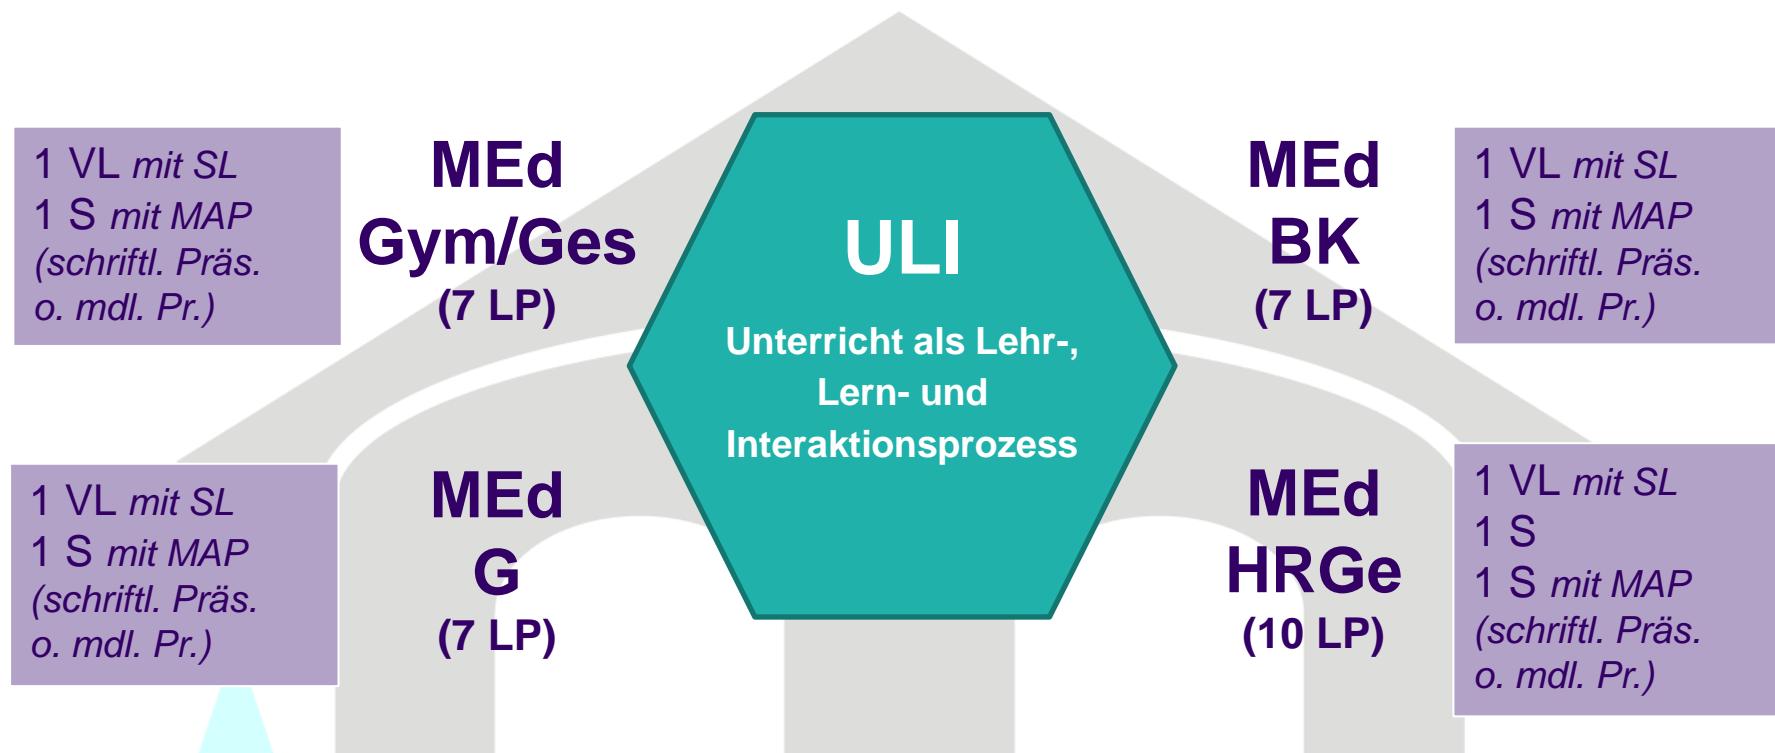 1 VL mit SL
1 S mit MAP
(schriftl. Präs.
o. mdl. Pr.)
MEd
Gym/Ges
(7 LP)
ULI
Unterricht als Lehr-,
Lern- und
Interaktionsprozess
MEd
BK
(7 LP)
1 VL mit SL
1 S mit MAP
(schriftl. Präs.
o. mdl. Pr.)
1 VL mit SL
1 S mit MAP
(schriftl. Präs.
o. mdl. Pr.)
MEd
G
(7 LP)
MEd
HRGe
(10 LP)
1 VL mit SL
1 S
1 S mit MAP
(schriftl. Präs.
o. mdl. Pr.)